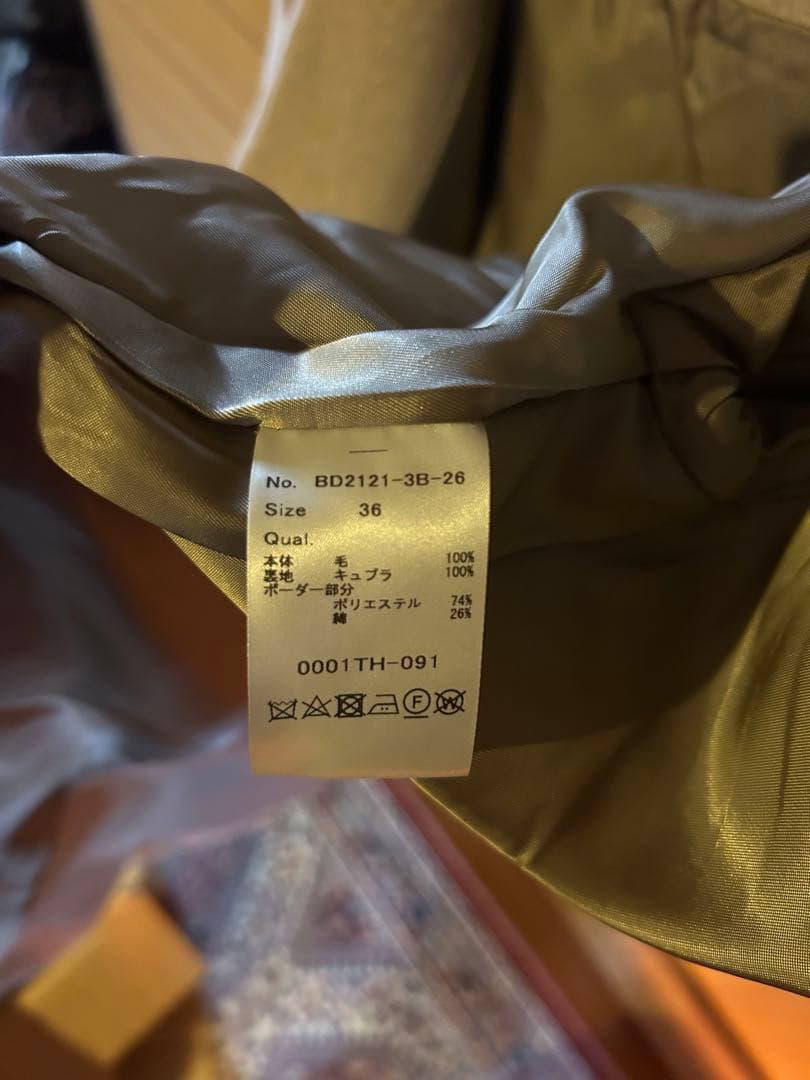 No. BD2121-3B-26
Size 36
Qual.
本体 毛 100%
裏地 キュプラ 100%
ボーダー部分
ポリエステル 74%
綿 26%
0001TH-091
F W